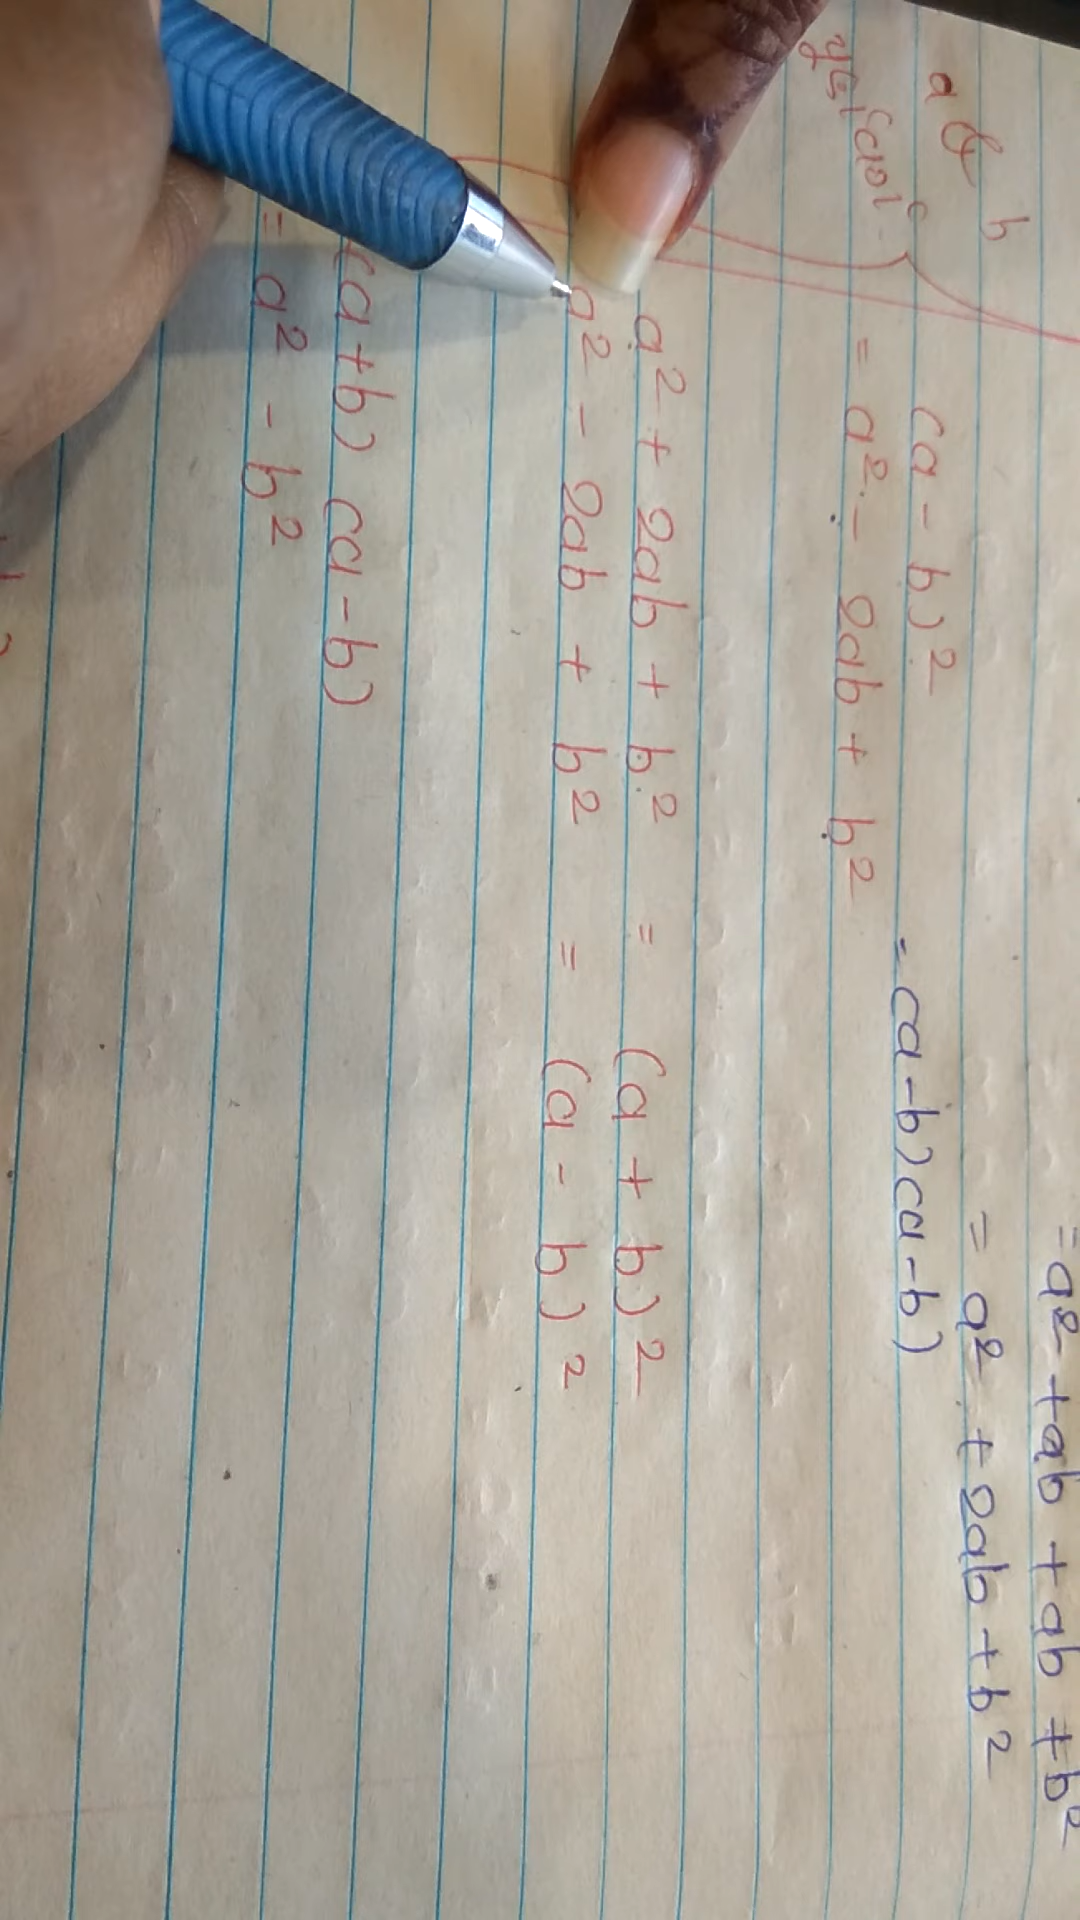 = a² + ab + ab + b²
= a² + 2ab + b²
a b
(a - b)²
= (a - b) (a - b)
= a² - 2ab + b²
a² + 2ab + b² = (a + b)²
a² - 2ab + b² = (a - b)²
(a + b) (a - b)
= a² - b²